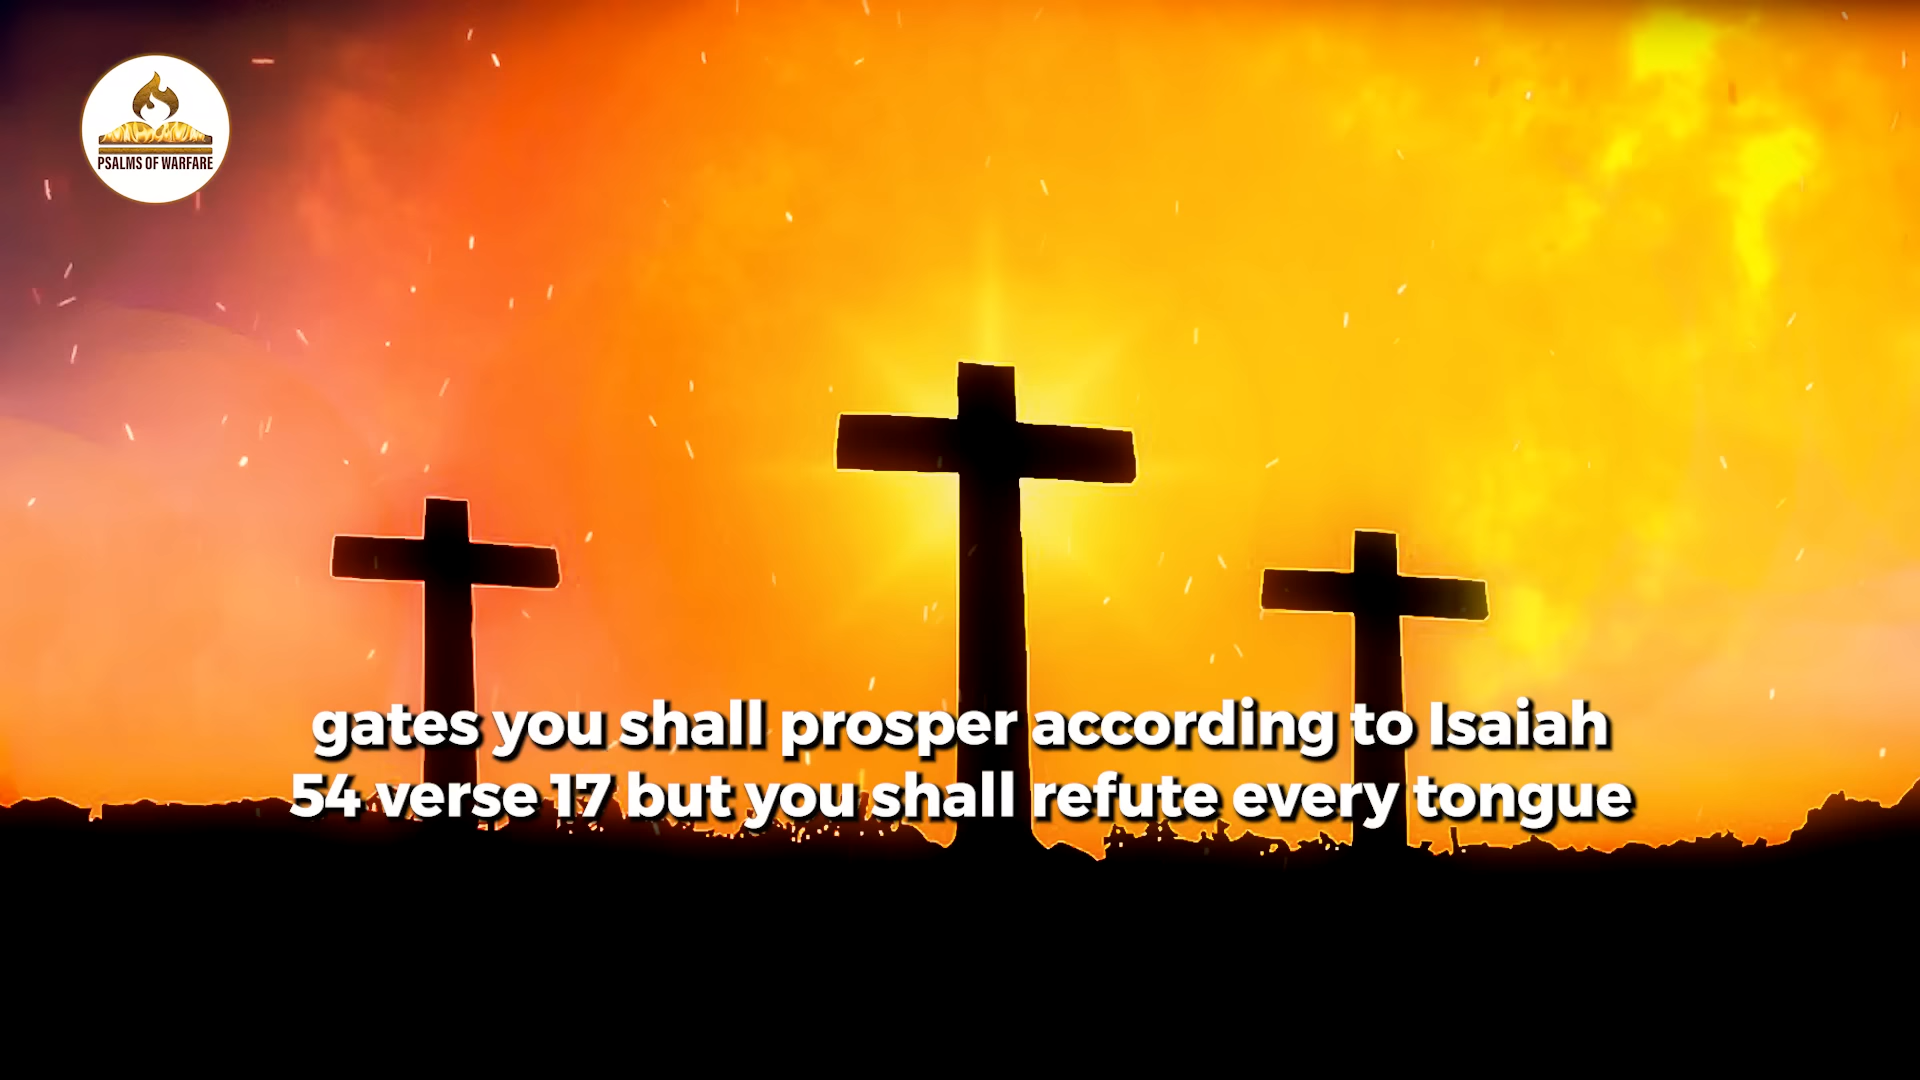 PSALMS OF WARFARE
gates you shall prosper according to Isaiah
54 verse 17 but you shall refute every tongue